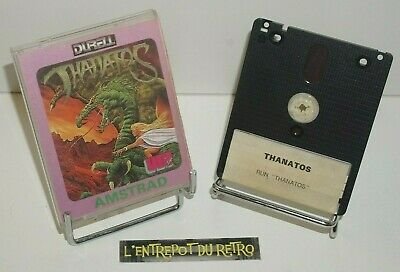 DURELL
THANATOS
AMSTRAD
THANATOS
RUN "THANATOS"
L'ENTREPOT DU RETRO